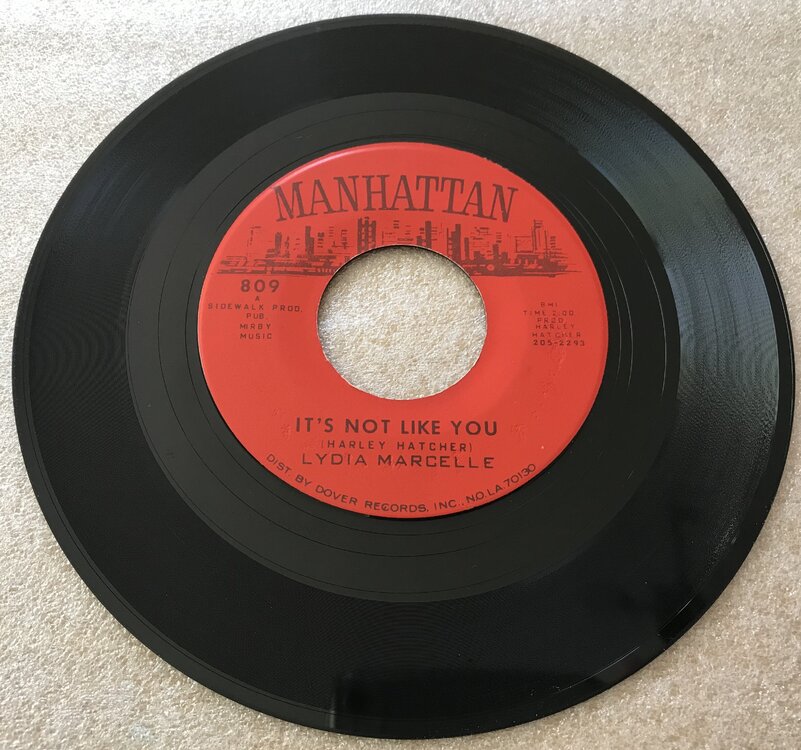 MANHATTAN
809
A
SIDEWALK PROD.
PUB.
MIRBY
MUSIC
BMI
TIME 2:00
PROD.
HARLEY
HATCHER
205-2293
IT'S NOT LIKE YOU
(HARLEY HATCHER)
LYDIA MARCELLE
DIST. BY DOVER RECORDS, INC., N.O. LA. 70130